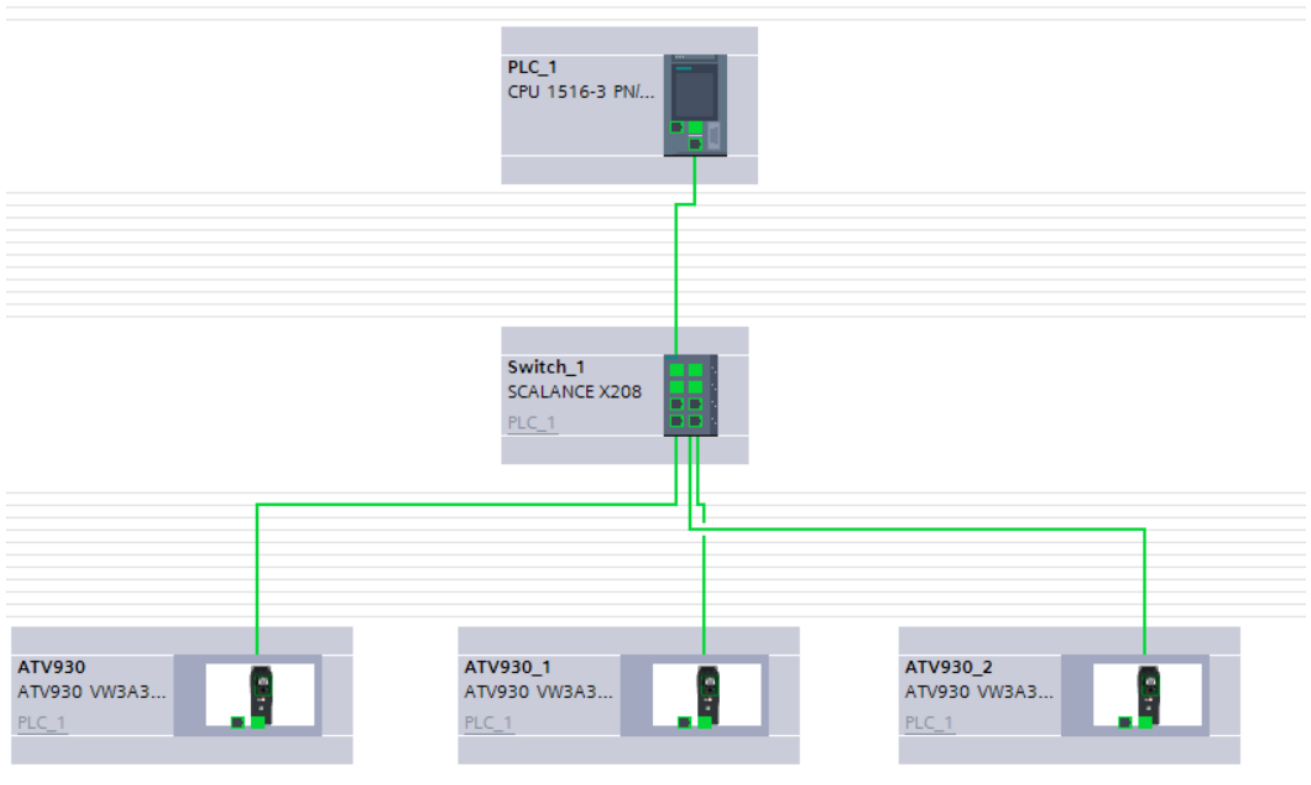 PLC_1
CPU 1516-3 PN/...
Switch_1
SCALANCE X208
PLC_1
ATV930
ATV930 VW3A3...
PLC_1
ATV930_1
ATV930 VW3A3...
PLC_1
ATV930_2
ATV930 VW3A3...
PLC_1